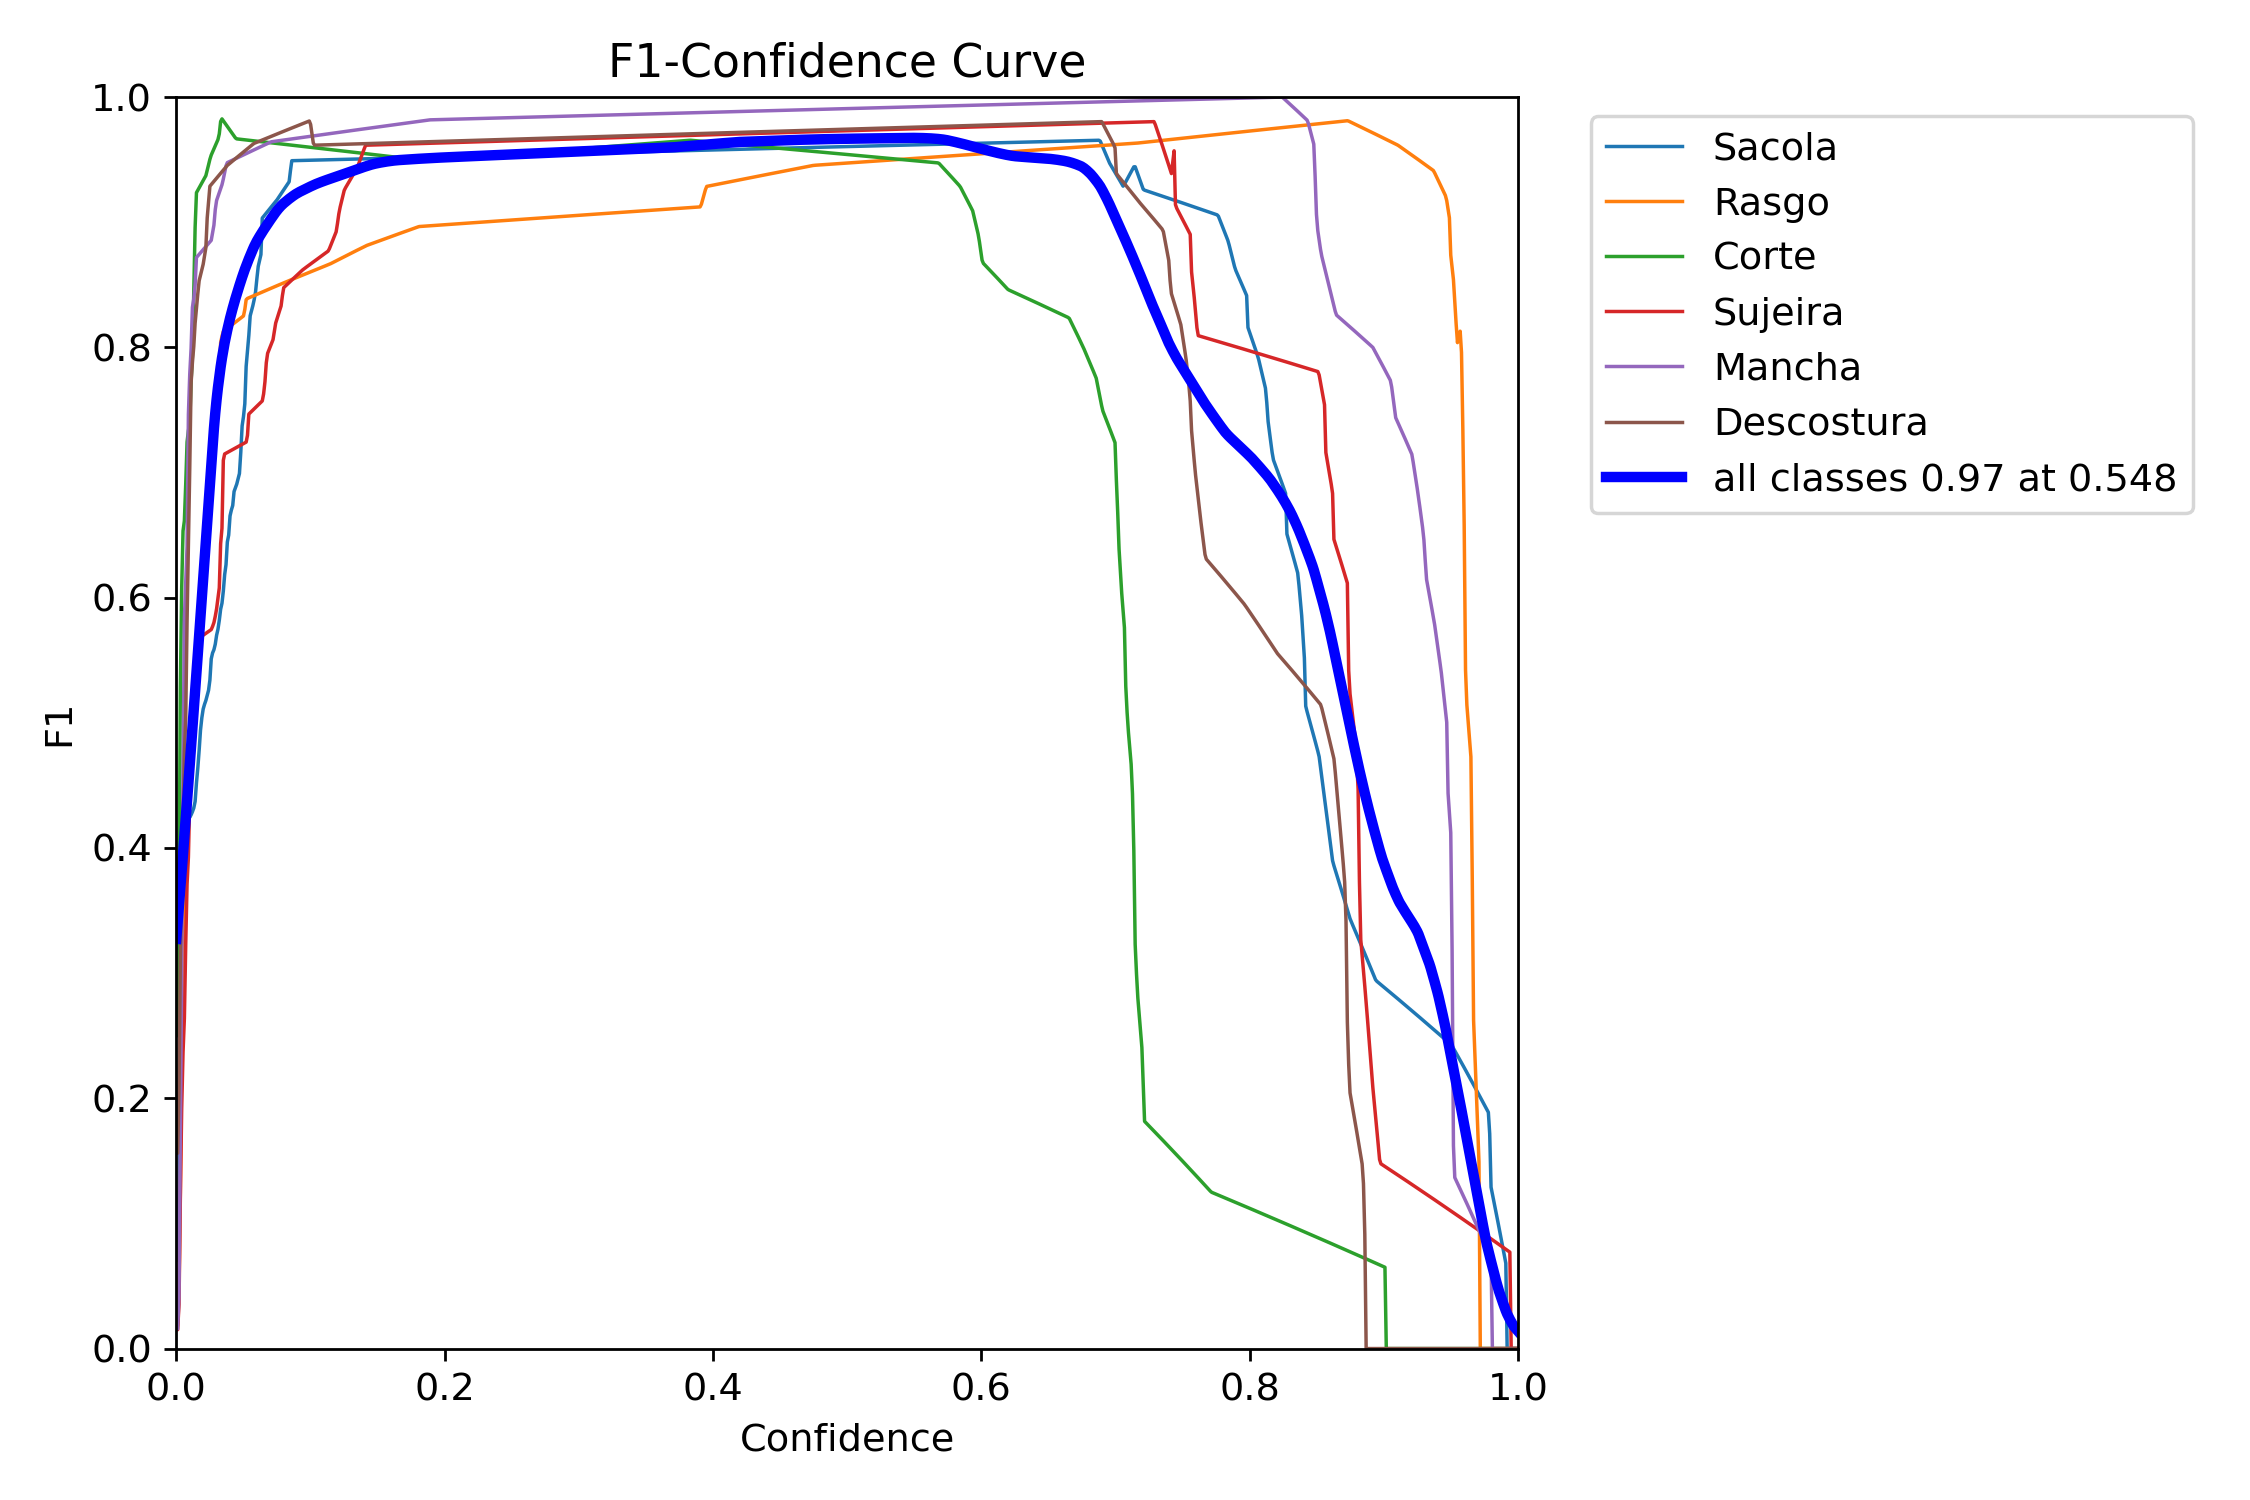 F1-Confidence Curve
1.0
0.8
0.6
0.4
0.2
0.0
F1
0.0 0.2 0.4 0.6 0.8 1.0
Confidence
Sacola
Rasgo
Corte
Sujeira
Mancha
Descostura
all classes 0.97 at 0.548